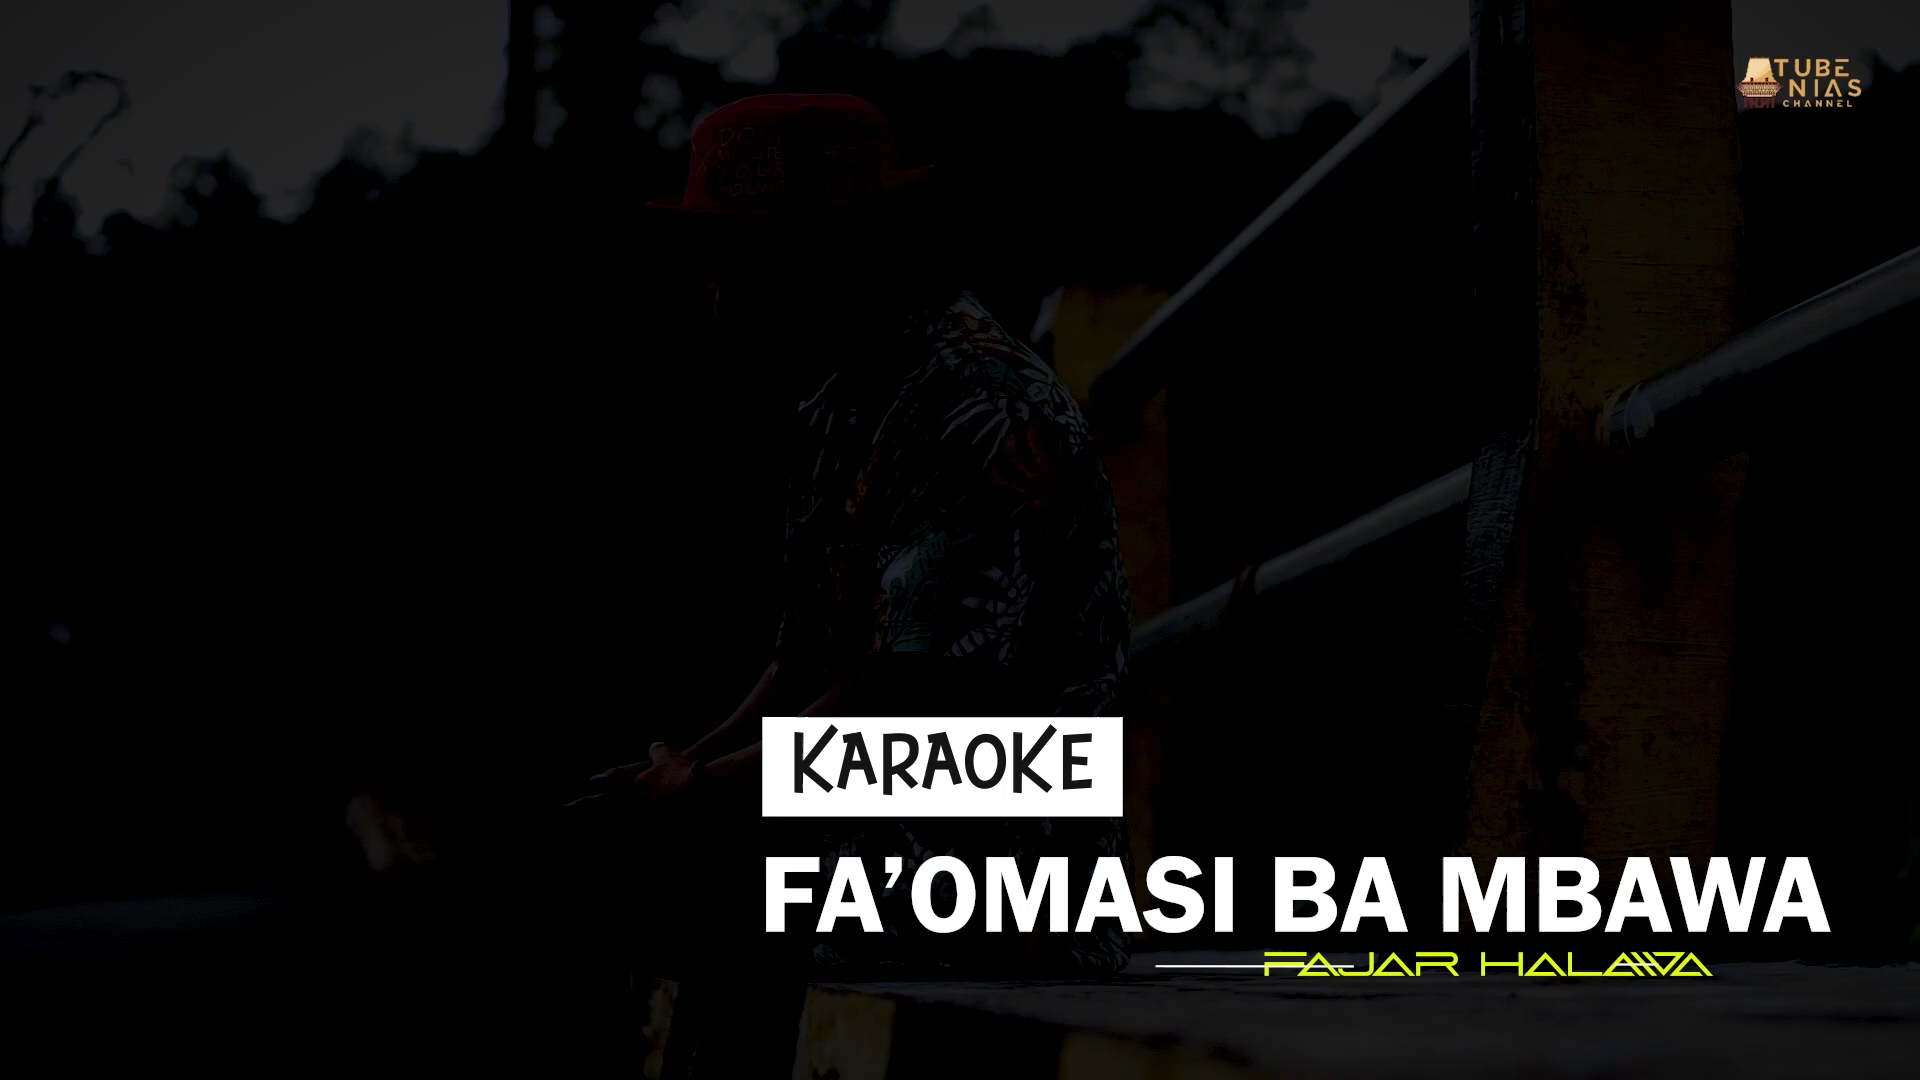 TUBE
NIAS
CHANNEL
KARAOKE
FA’OMASI BA MBAWA
FAJAR HALAWA